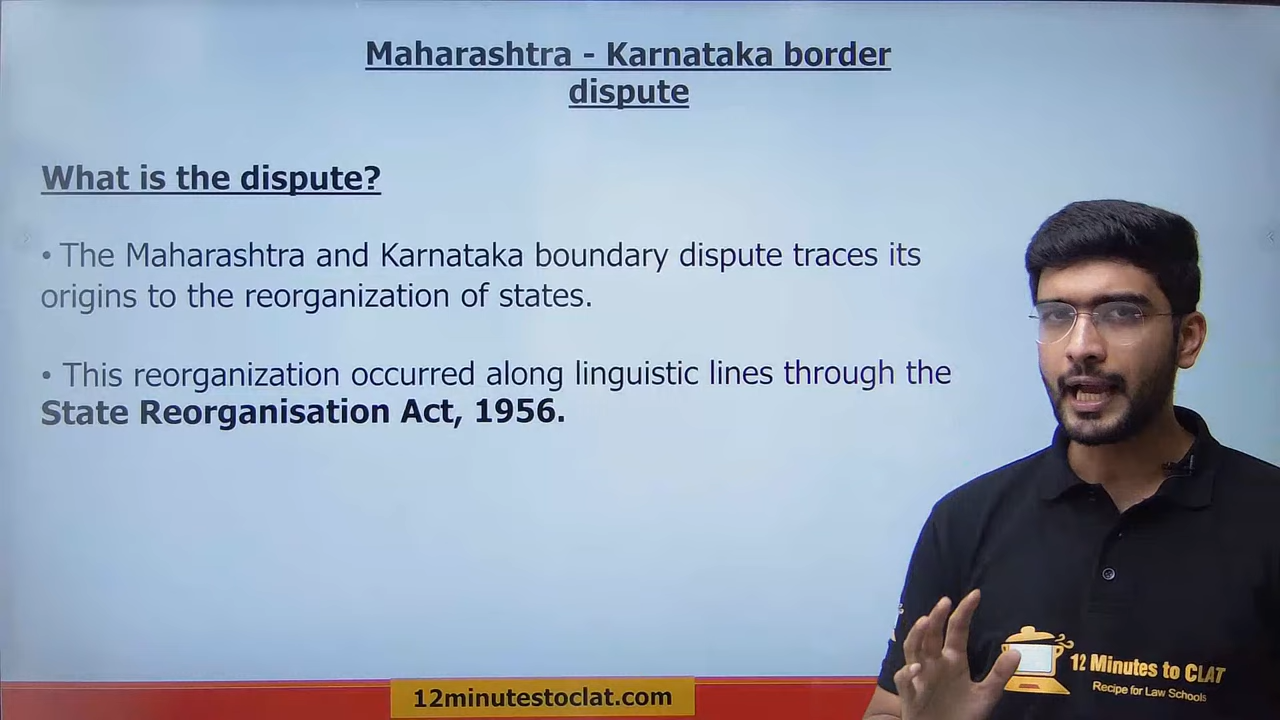 Maharashtra - Karnataka border
dispute
What is the dispute?
• The Maharashtra and Karnataka boundary dispute traces its
origins to the reorganization of states.
• This reorganization occurred along linguistic lines through the
State Reorganisation Act, 1956.
12 Minutes to CLAT
Recipe for Law Schools
12minutestoclat.com